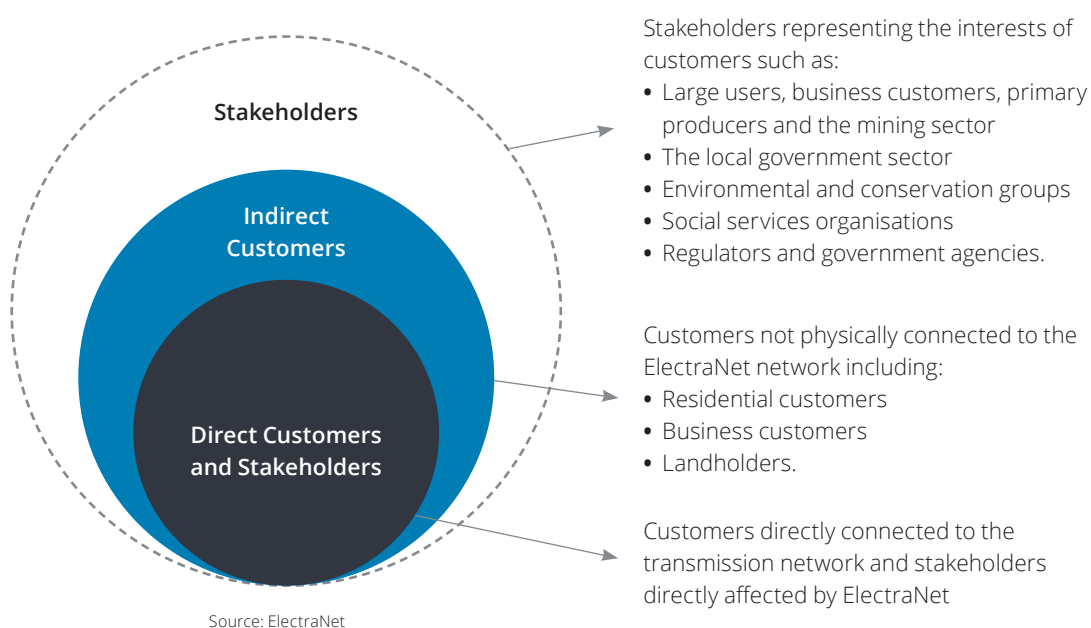 Stakeholders
Indirect
Customers
Direct Customers
and Stakeholders
Source: ElectraNet
Stakeholders representing the interests of
customers such as:
• Large users, business customers, primary
producers and the mining sector
• The local government sector
• Environmental and conservation groups
• Social services organisations
• Regulators and government agencies.
Customers not physically connected to the
ElectraNet network including:
• Residential customers
• Business customers
• Landholders.
Customers directly connected to the
transmission network and stakeholders
directly affected by ElectraNet